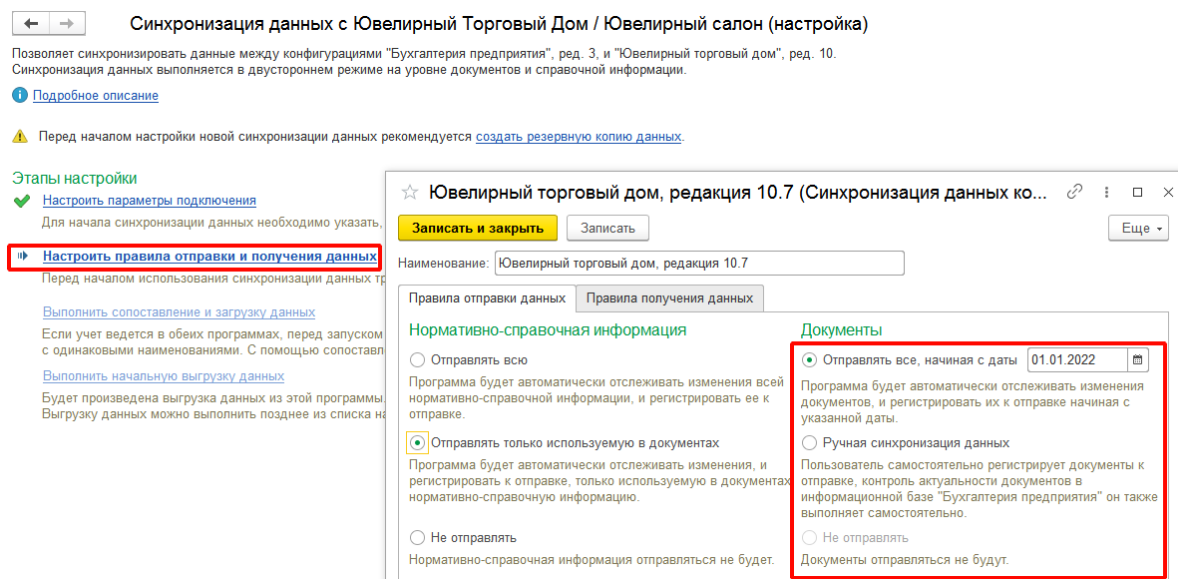 Синхронизация данных с Ювелирный Торговый Дом / Ювелирный салон (настройка)
Позволяет синхронизировать данные между конфигурациями "Бухгалтерия предприятия", ред. 3, и "Ювелирный торговый дом", ред. 10.
Синхронизация данных выполняется в двустороннем режиме на уровне документов и справочной информации.
Подробное описание
Перед началом настройки новой синхронизации данных рекомендуется создать резервную копию данных.
Этапы настройки
Настроить параметры подключения
Для начала синхронизации данных необходимо указать,
Настроить правила отправки и получения данных
Перед началом использования синхронизации данных тр
Выполнить сопоставление и загрузку данных
Если учет ведется в обеих программах, перед запуском
с одинаковыми наименованиями. С помощью сопоставл
Выполнить начальную выгрузку данных
Будет произведена выгрузка данных из этой программы.
Выгрузку данных можно выполнить позднее из списка на
Ювелирный торговый дом, редакция 10.7 (Синхронизация данных ко...
Записать и закрыть
Записать
Еще
Наименование: Ювелирный торговый дом, редакция 10.7
Правила отправки данных
Правила получения данных
Нормативно-справочная информация
Отправлять всю
Программа будет автоматически отслеживать изменения всей
нормативно-справочной информации, и регистрировать ее к
отправке.
Отправлять только используемую в документах
Программа будет автоматически отслеживать изменения, и
регистрировать к отправке, только используемую в документах
нормативно-справочную информацию.
Не отправлять
Нормативно-справочная информация отправляться не будет.
Документы
Отправлять все, начиная с даты 01.01.2022
Программа будет автоматически отслеживать изменения
документов, и регистрировать их к отправке начиная с
указанной даты.
Ручная синхронизация данных
Пользователь самостоятельно регистрирует документы к
отправке, контроль актуальности документов в
информационной базе "Бухгалтерия предприятия" он также
выполняет самостоятельно.
Не отправлять
Документы отправляться не будут.